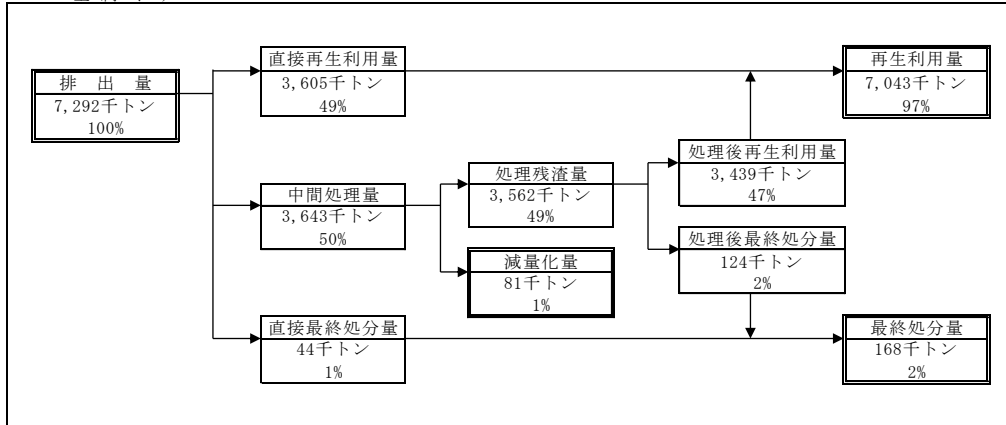 排 出 量
7,292千トン
100%
直接再生利用量
3,605千トン
49%
再生利用量
7,043千トン
97%
中間処理量
3,643千トン
50%
処理残渣量
3,562千トン
49%
処理後再生利用量
3,439千トン
47%
減量化量
81千トン
1%
処理後最終処分量
124千トン
2%
直接最終処分量
44千トン
1%
最終処分量
168千トン
2%